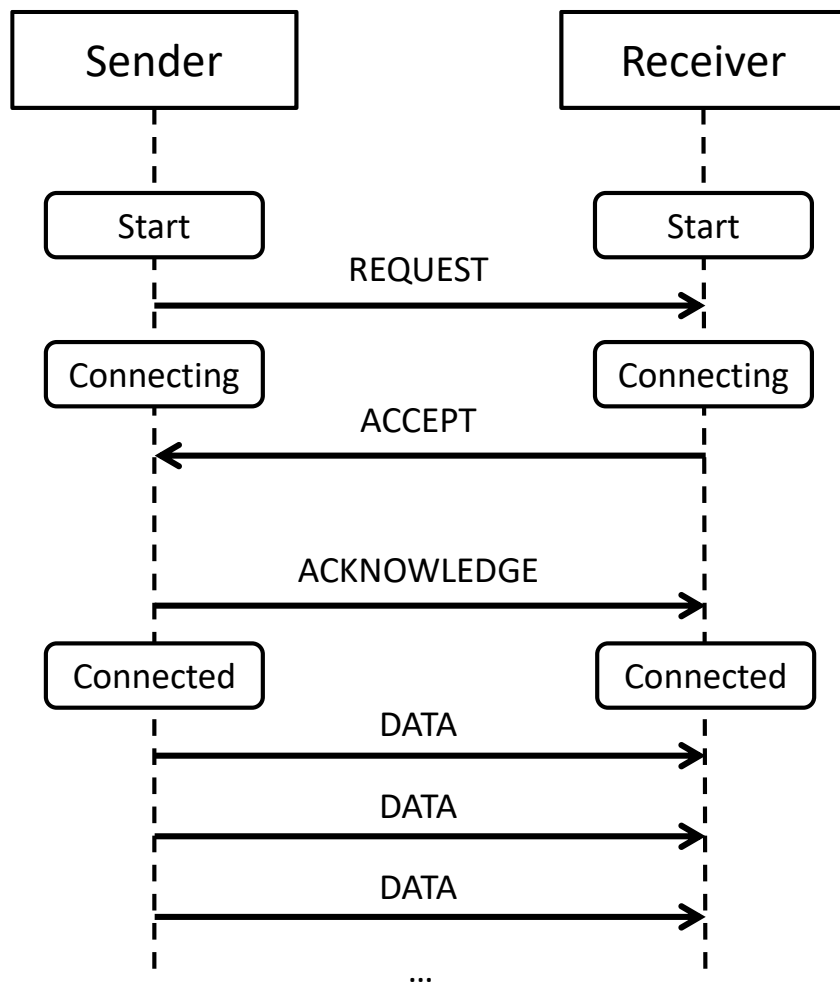 Sender
Receiver
Start
Start
REQUEST
Connecting
Connecting
ACCEPT
ACKNOWLEDGE
Connected
Connected
DATA
DATA
DATA
...